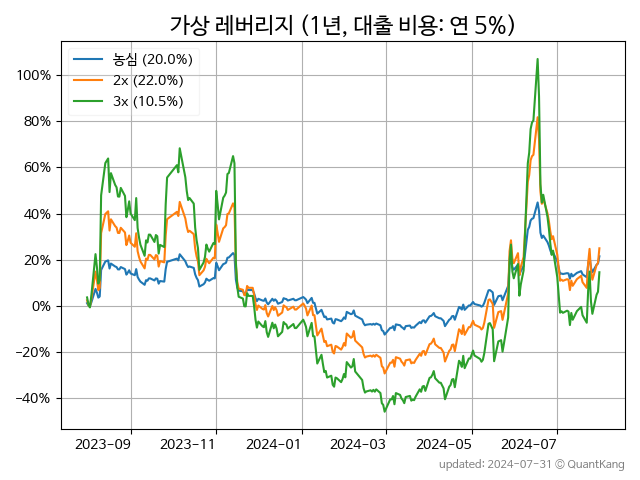 가상 레버리지 (1년, 대출 비용: 연 5%)
농심 (20.0%)
2x (22.0%)
3x (10.5%)
100%
80%
60%
40%
20%
0%
−20%
−40%
2023-09
2023-11
2024-01
2024-03
2024-05
2024-07
updated: 2024-07-31 © QuantKang